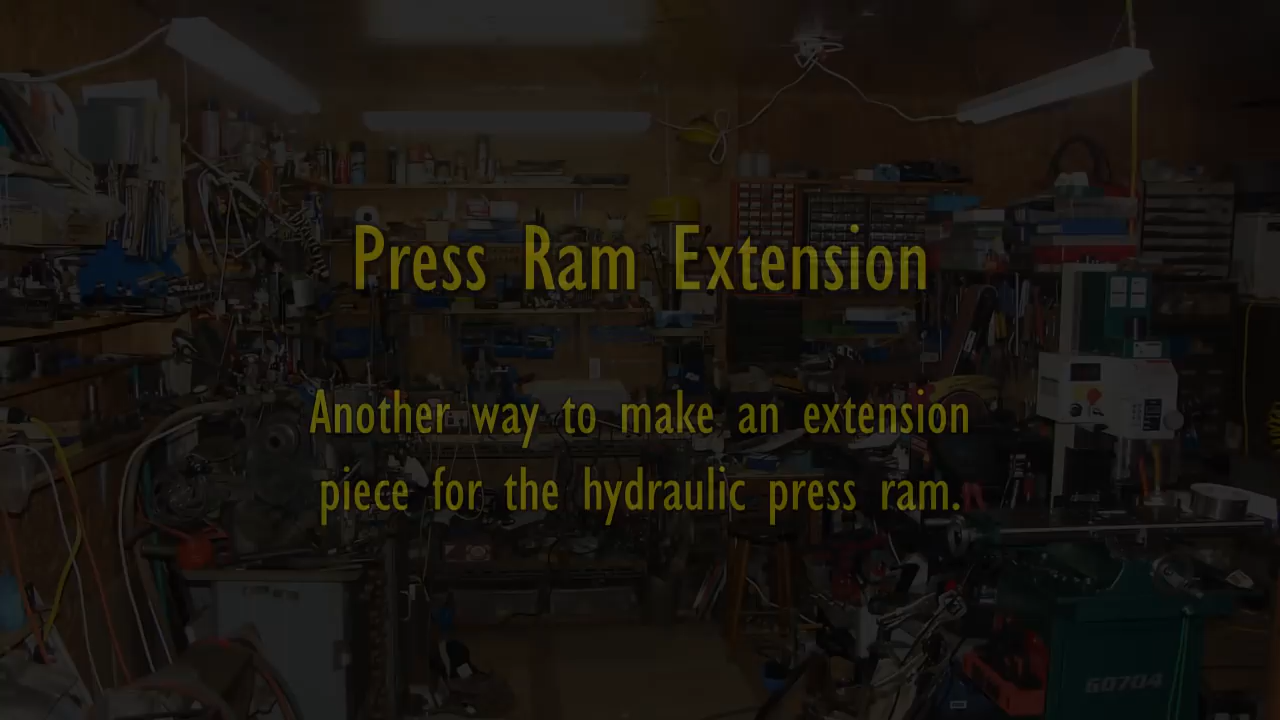 Press Ram Extension
Another way to make an extension
piece for the hydraulic press ram.
G0704